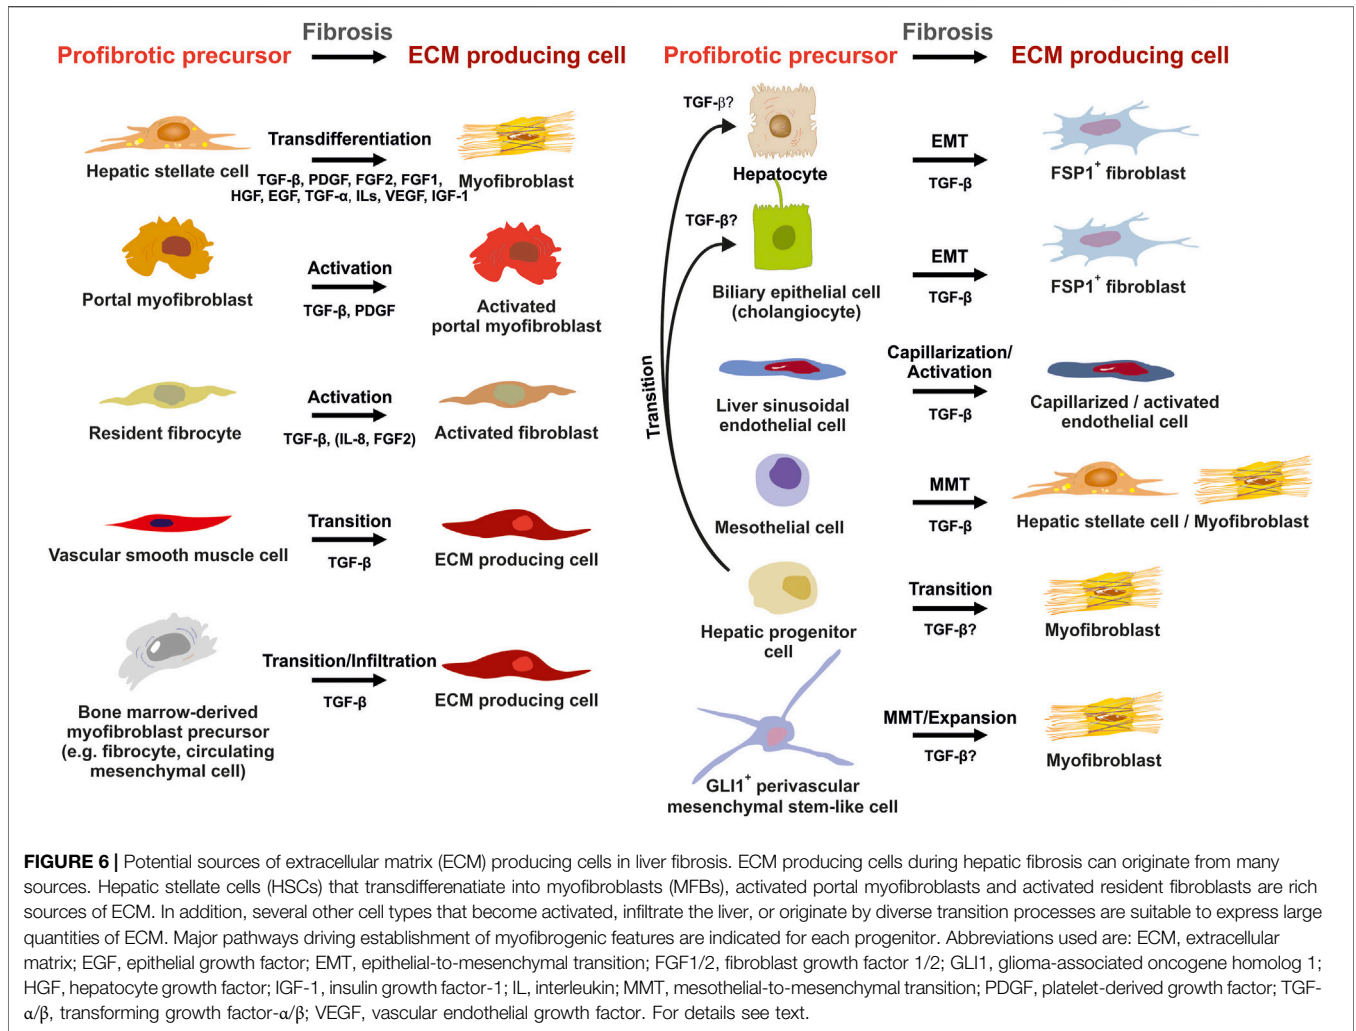 Fibrosis
Profibrotic precursor
ECM producing cell
Hepatic stellate cell
Transdifferentiation
TGF-β, PDGF, FGF2, FGF1,
HGF, EGF, TGF-α, ILs, VEGF, IGF-1
Myofibroblast
Portal myofibroblast
Activation
TGF-β, PDGF
Activated
portal myofibroblast
Resident fibrocyte
Activation
TGF-β, (IL-8, FGF2)
Activated fibroblast
Vascular smooth muscle cell
Transition
TGF-β
ECM producing cell
Bone marrow-derived
myofibroblast precursor
(e.g. fibrocyte, circulating
mesenchymal cell)
Transition/Infiltration
TGF-β
ECM producing cell
Fibrosis
Profibrotic precursor
ECM producing cell
TGF-β?
Hepatocyte
EMT
TGF-β
FSP1+ fibroblast
TGF-β?
Biliary epithelial cell
(cholangiocyte)
EMT
TGF-β
FSP1+ fibroblast
Transition
Liver sinusoidal
endothelial cell
Capillarization/
Activation
TGF-β
Capillarized / activated
endothelial cell
Mesothelial cell
MMT
TGF-β
Hepatic stellate cell / Myofibroblast
Hepatic progenitor
cell
Transition
TGF-β?
Myofibroblast
GLI1+ perivascular
mesenchymal stem-like cell
MMT/Expansion
TGF-β?
Myofibroblast
FIGURE 6 | Potential sources of extracellular matrix (ECM) producing cells in liver fibrosis. ECM producing cells during hepatic fibrosis can originate from many
sources. Hepatic stellate cells (HSCs) that transdifferenatiate into myofibroblasts (MFBs), activated portal myofibroblasts and activated resident fibroblasts are rich
sources of ECM. In addition, several other cell types that become activated, infiltrate the liver, or originate by diverse transition processes are suitable to express large
quantities of ECM. Major pathways driving establishment of myofibrogenic features are indicated for each progenitor. Abbreviations used are: ECM, extracellular
matrix; EGF, epithelial growth factor; EMT, epithelial-to-mesenchymal transition; FGF1/2, fibroblast growth factor 1/2; GLI1, glioma-associated oncogene homolog 1;
HGF, hepatocyte growth factor; IGF-1, insulin growth factor-1; IL, interleukin; MMT, mesothelial-to-mesenchymal transition; PDGF, platelet-derived growth factor; TGF-
α/β, transforming growth factor-α/β; VEGF, vascular endothelial growth factor. For details see text.